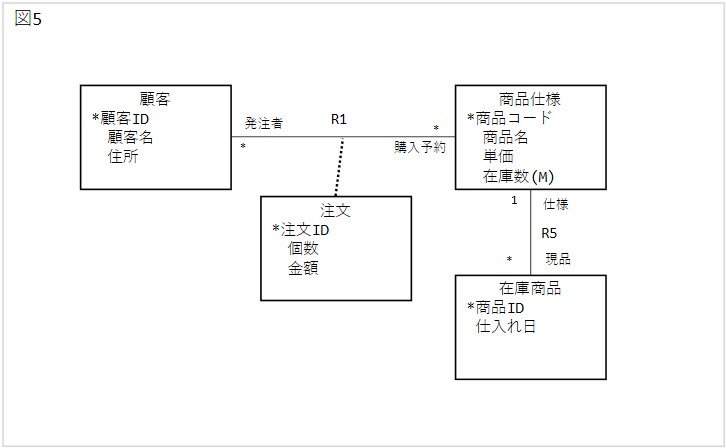 図5
顧客
*顧客ID
顧客名
住所
発注者
R1
*
*
購入予約
商品仕様
*商品コード
商品名
単価
在庫数(M)
注文
*注文ID
個数
金額
1
仕様
R5
*
現品
在庫商品
*商品ID
仕入れ日